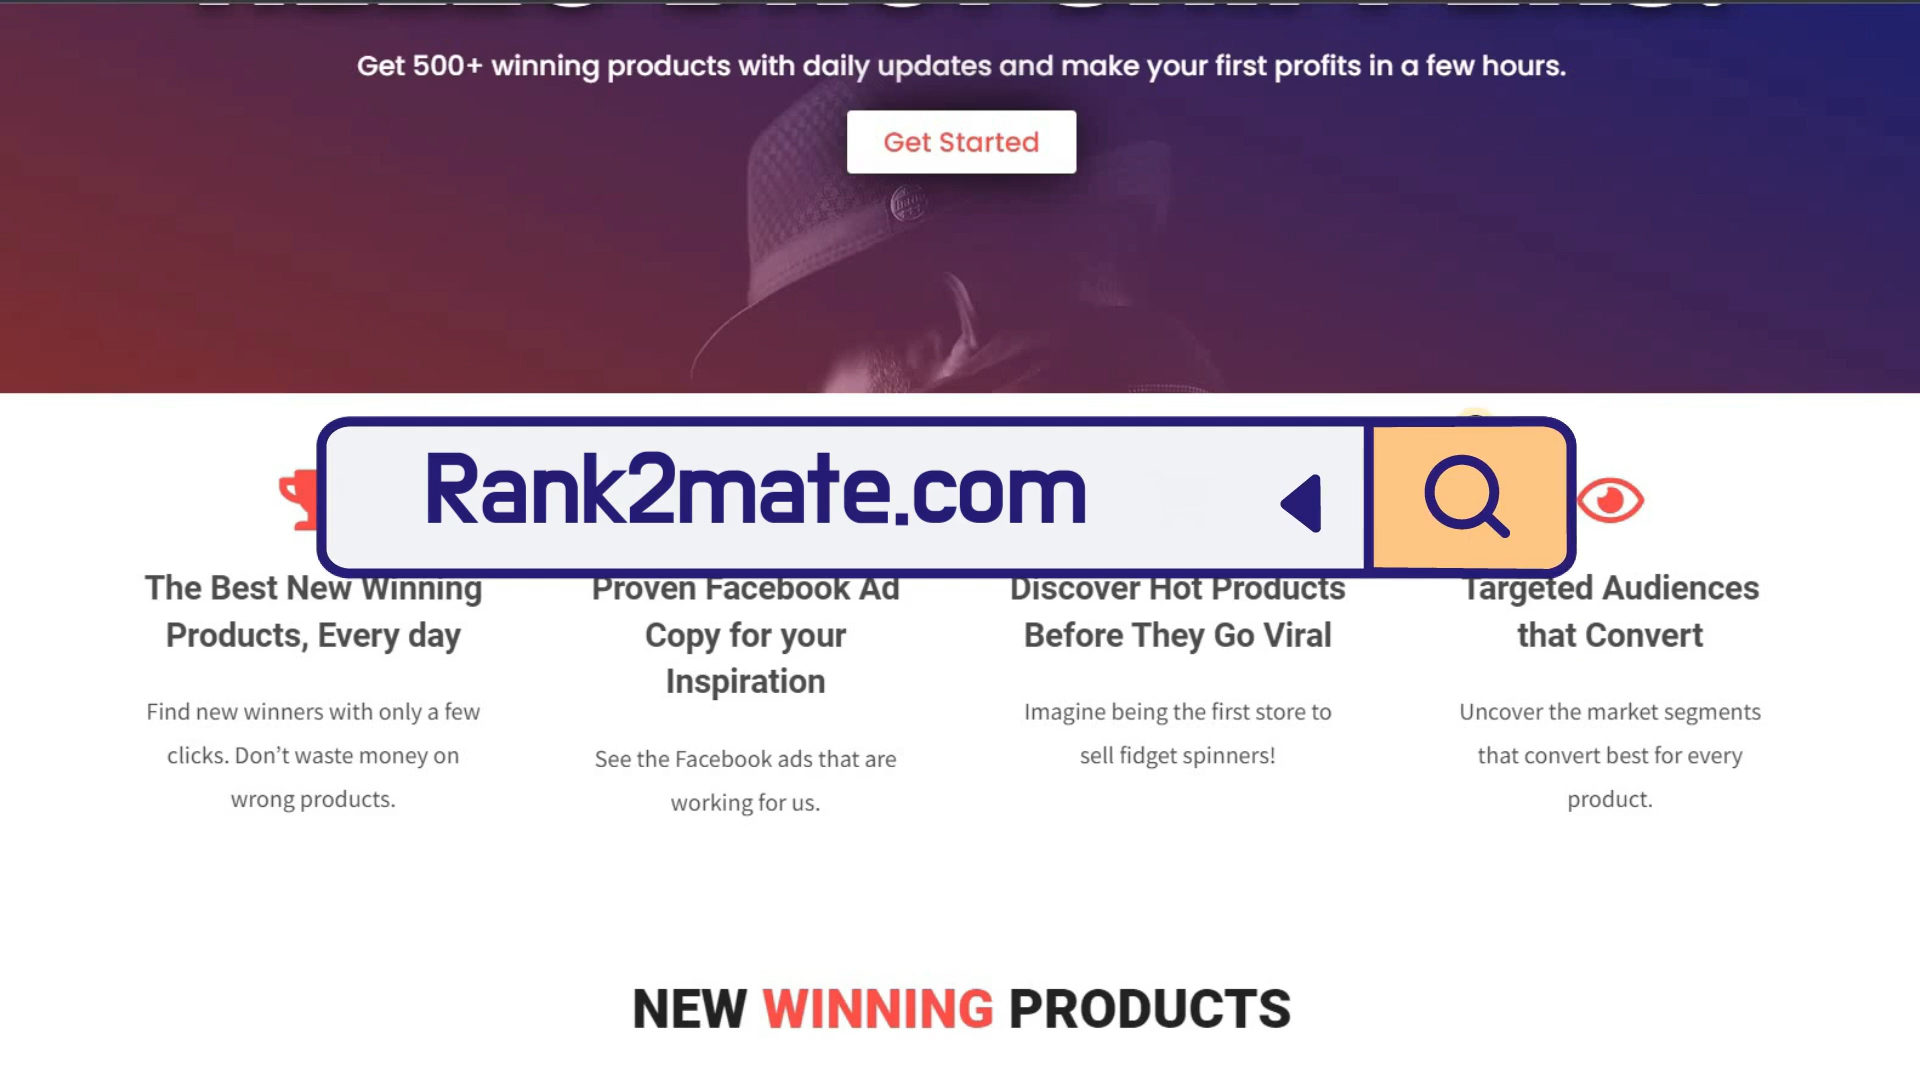 Get 500+ winning products with daily updates and make your first profits in a few hours.
Get Started
Rank2mate.com
The Best New Winning
Products, Every day
Find new winners with only a few
clicks. Don't waste money on
wrong products.
Proven Facebook Ad
Copy for your
Inspiration
See the Facebook ads that are
working for us.
Discover Hot Products
Before They Go Viral
Imagine being the first store to
sell fidget spinners!
Targeted Audiences
that Convert
Uncover the market segments
that convert best for every
product.
NEW WINNING PRODUCTS